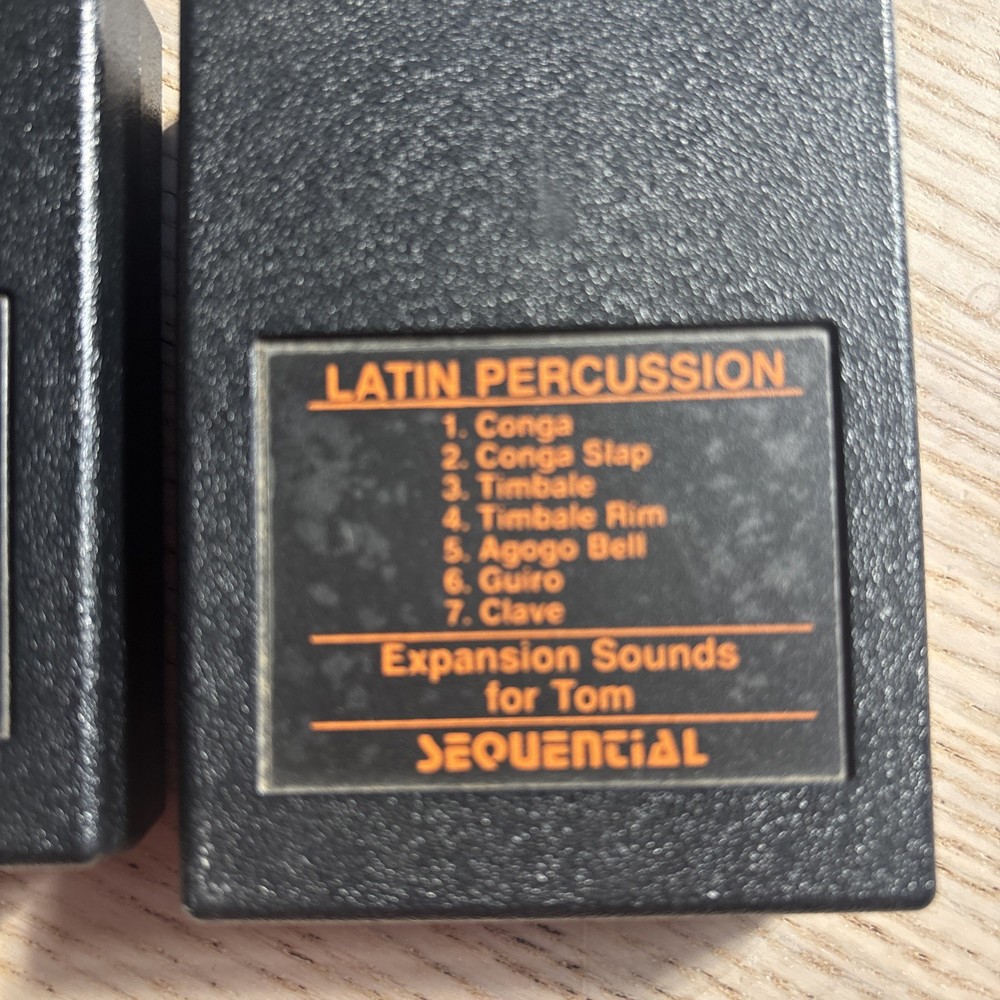 LATIN PERCUSSION
1. Conga
2. Conga Slap
3. Timbale
4. Timbale Rim
5. Agogo Bell
6. Guiro
7. Clave
Expansion Sounds
for Tom
SEQUENTIAL